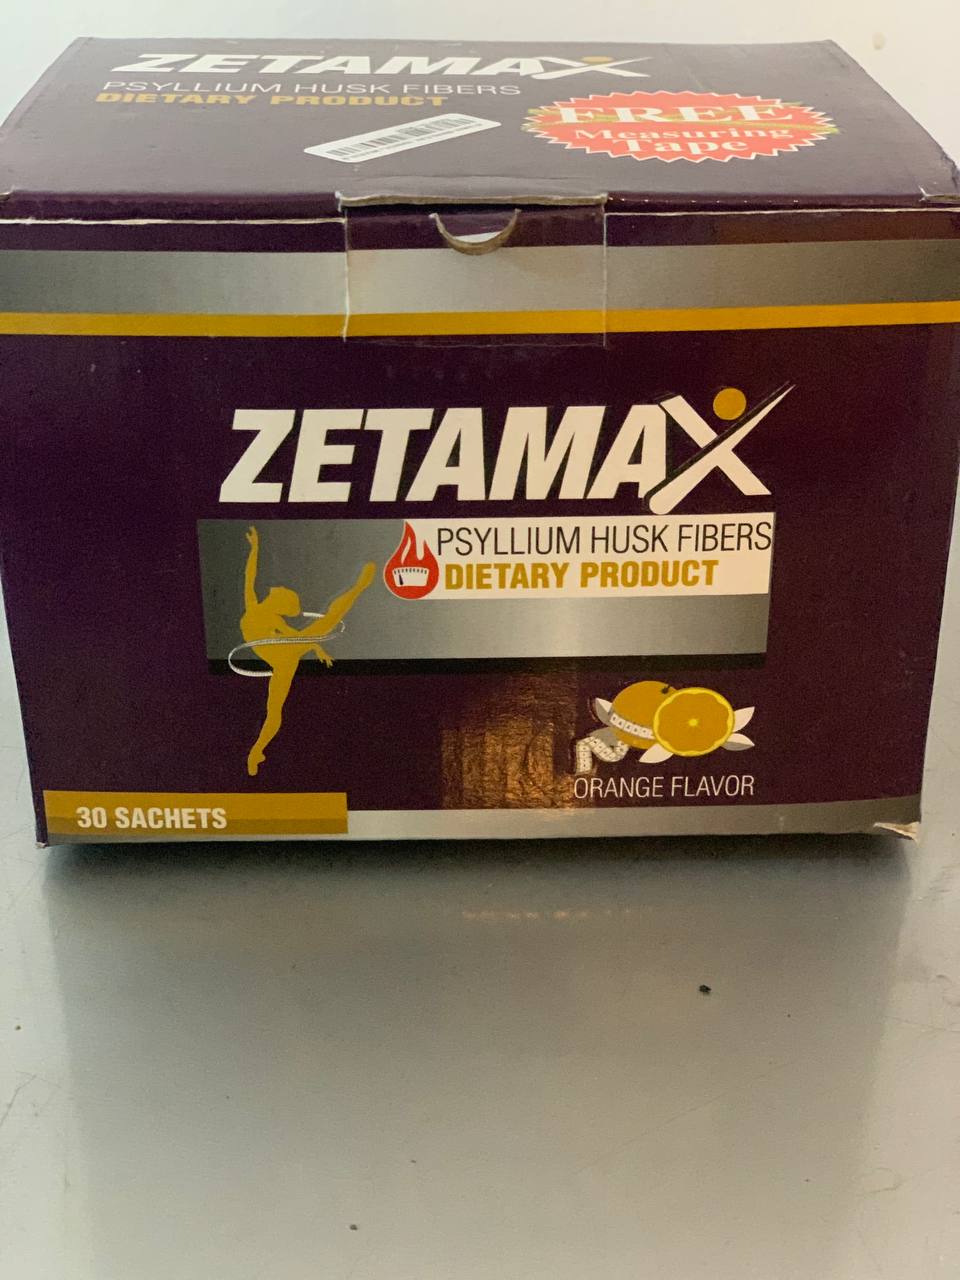 ZETAMAX
PSYLLIUM HUSK FIBERS
DIETARY PRODUCT
FREE
Measuring
Tape
ZETAMAX
PSYLLIUM HUSK FIBERS
DIETARY PRODUCT
ORANGE FLAVOR
30 SACHETS